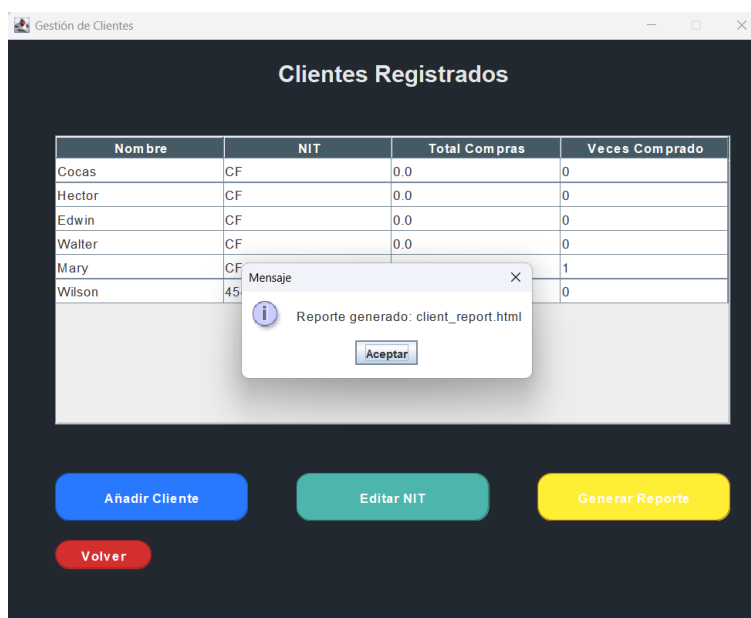 Gestión de Clientes
Clientes Registrados
Nombre NIT Total Compras Veces Comprado
Cocas CF 0.0 0
Hector CF 0.0 0
Edwin CF 0.0 0
Walter CF 0.0 0
Mary CF 1
Wilson 0
Mensaje
Reporte generado: client_report.html
Aceptar
Añadir Cliente Editar NIT Generar Reporte
Volver